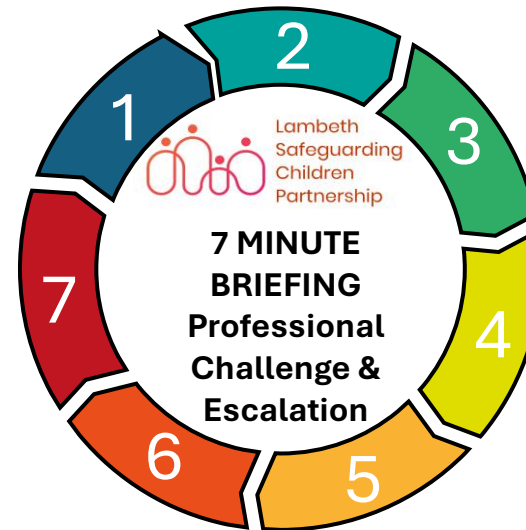 1
2
3
4
5
6
7
Lambeth
Safeguarding
Children
Partnership
7 MINUTE
BRIEFING
Professional
Challenge &
Escalation